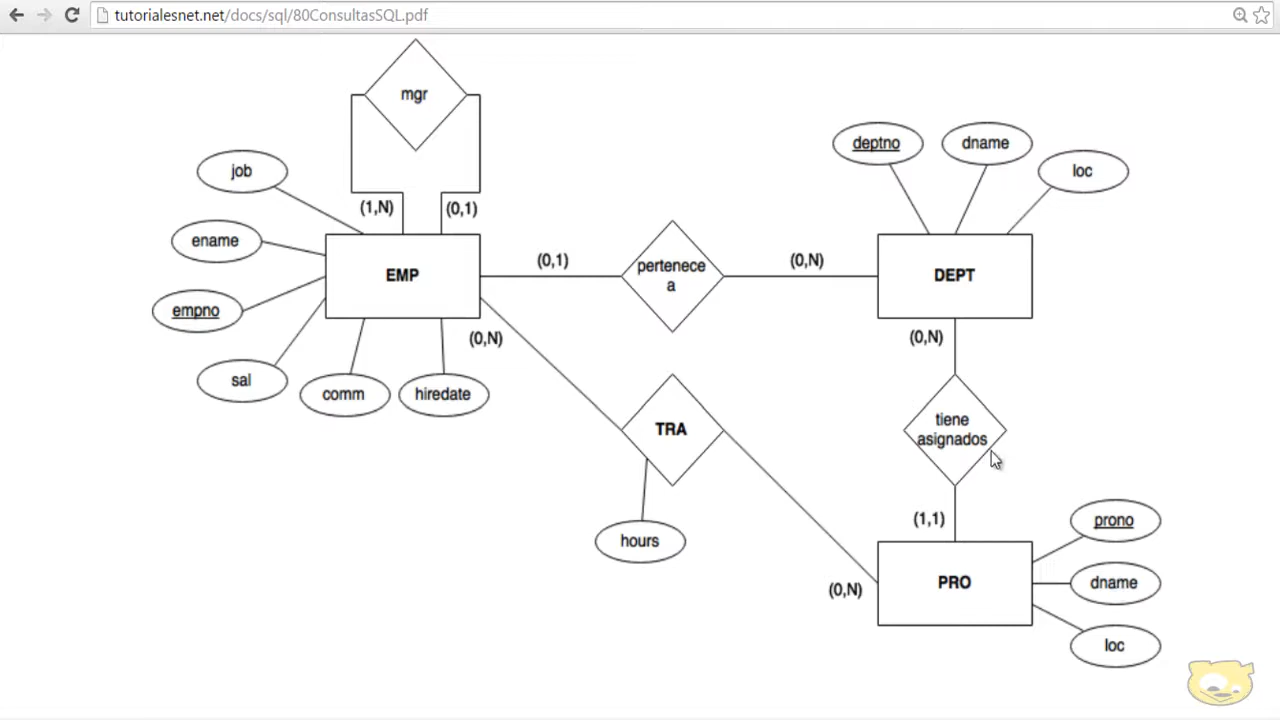 tutorialesnet.net/docs/sql/80ConsultasSQL.pdf
mgr
job
(1,N)
(0,1)
ename
EMP
empno
sal
comm
hiredate
(0,1)
pertenece
a
(0,N)
deptno
dname
loc
DEPT
(0,N)
(0,N)
TRA
hours
tiene
asignados
(1,1)
(0,N)
PRO
prono
dname
loc